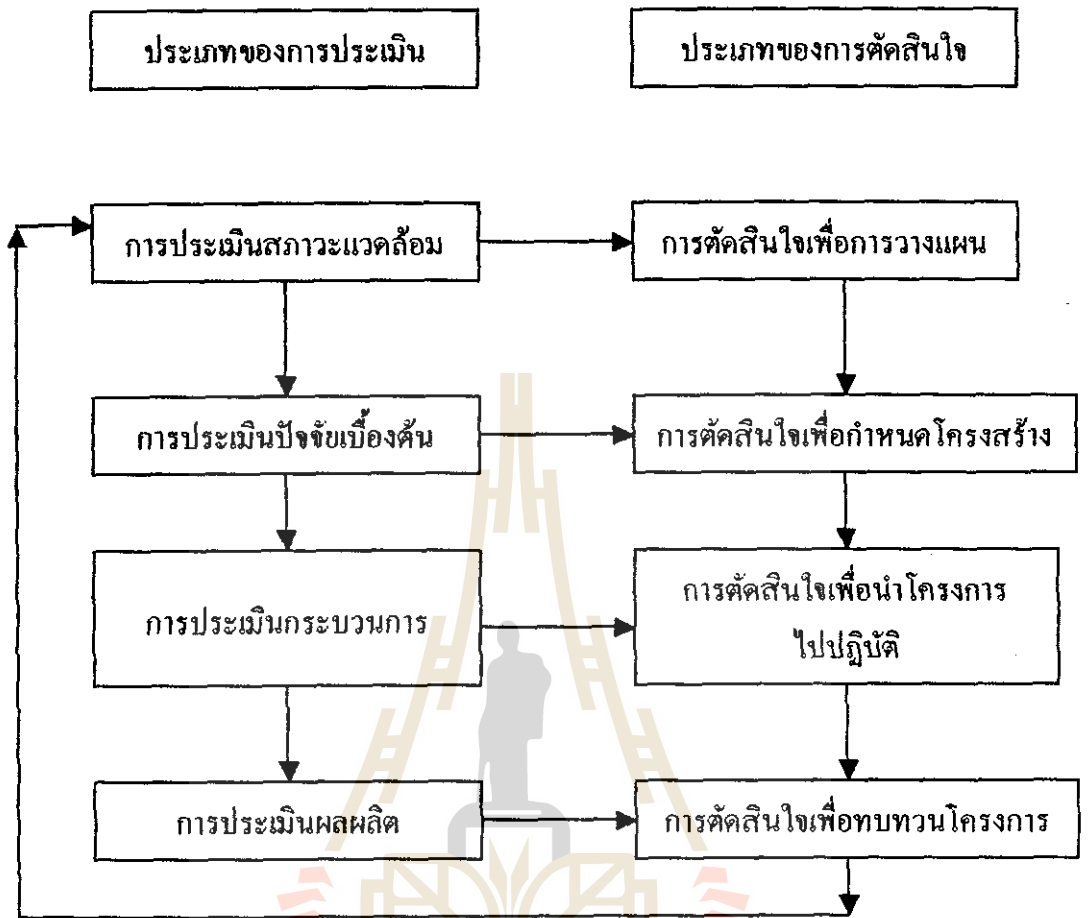 ประเภทของการประเมิน
ประเภทของการตัดสินใจ
การประเมินสภาวะแวดล้อม
การตัดสินใจเพื่อการวางแผน
การประเมินปัจจัยเบื้องต้น
การตัดสินใจเพื่อกำหนดโครงสร้าง
การประเมินกระบวนการ
การตัดสินใจเพื่อนำโครงการ
ไปปฏิบัติ
การประเมินผลผลิต
การตัดสินใจเพื่อทบทวนโครงการ